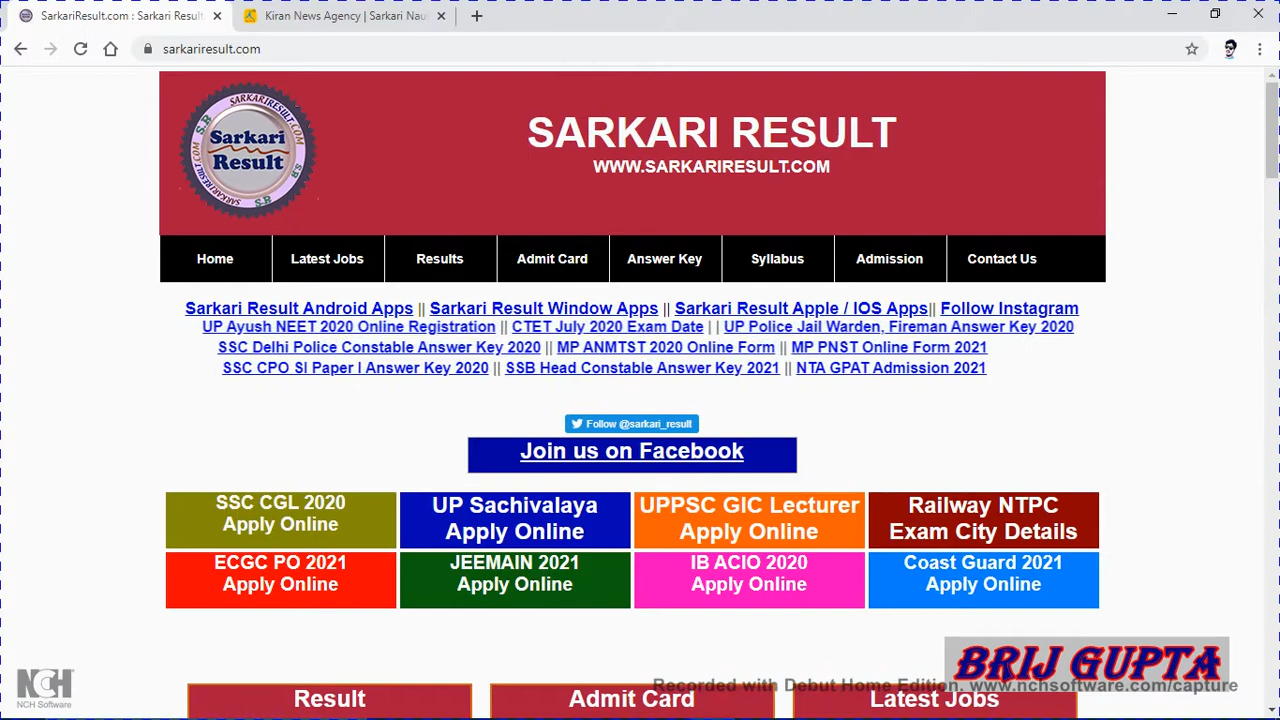 SarkariResult.com : Sarkari Result
Kiran News Agency | Sarkari Nau
sarkariresult.com
SARKARIRESULT.COM
S.R
Sarkari
Result
SARKARI RESULT
WWW.SARKARIRESULT.COM
Home Latest Jobs Results Admit Card Answer Key Syllabus Admission Contact Us
Sarkari Result Android Apps || Sarkari Result Window Apps || Sarkari Result Apple / IOS Apps|| Follow Instagram
UP Ayush NEET 2020 Online Registration || CTET July 2020 Exam Date | | UP Police Jail Warden, Fireman Answer Key 2020
SSC Delhi Police Constable Answer Key 2020 || MP ANMTST 2020 Online Form || MP PNST Online Form 2021
SSC CPO SI Paper I Answer Key 2020 || SSB Head Constable Answer Key 2021 || NTA GPAT Admission 2021
Follow @sarkari_result
Join us on Facebook
SSC CGL 2020
Apply Online
UP Sachivalaya
Apply Online
UPPSC GIC Lecturer
Apply Online
Railway NTPC
Exam City Details
ECGC PO 2021
Apply Online
JEEMAIN 2021
Apply Online
IB ACIO 2020
Apply Online
Coast Guard 2021
Apply Online
BRIJ GUPTA
NCH
NCH Software
Recorded with Debut Home Edition. www.nchsoftware.com/capture
Result Admit Card Latest Jobs